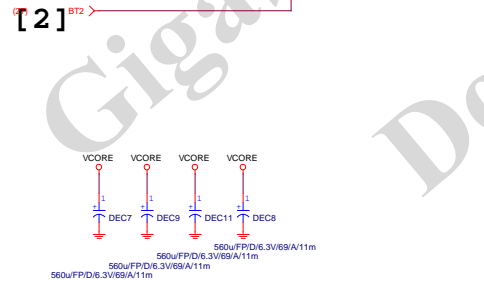 [2] BT2
Giga
Do
VCORE VCORE VCORE VCORE
1 1 1 1
+ + + +
DEC7 DEC9 DEC11 DEC8
560u/FP/D/6.3V/69/A/11m
560u/FP/D/6.3V/69/A/11m
560u/FP/D/6.3V/69/A/11m
560u/FP/D/6.3V/69/A/11m